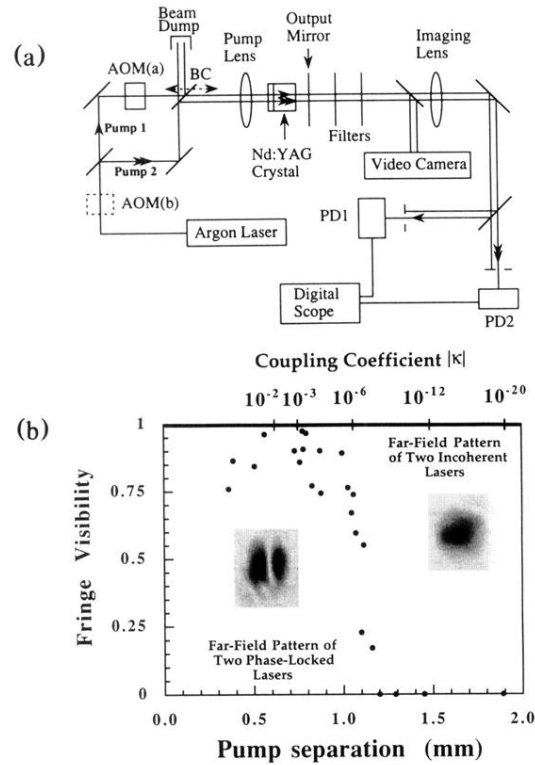 (a)
Beam
Dump
AOM(a)
BC
Pump
Lens
Output
Mirror
Imaging
Lens
Pump 1
Pump 2
Nd:YAG
Crystal
Filters
Video Camera
AOM(b)
Argon Laser
PD1
Digital
Scope
PD2
Coupling Coefficient |κ|
10⁻² 10⁻³ 10⁻⁶ 10⁻¹² 10⁻²⁰
(b)
Fringe Visibility
1
0.75
0.5
0.25
0
Far-Field Pattern
of Two Incoherent
Lasers
Far-Field Pattern of
Two Phase-Locked
Lasers
0.0 0.5 1.0 1.5 2.0
Pump separation (mm)